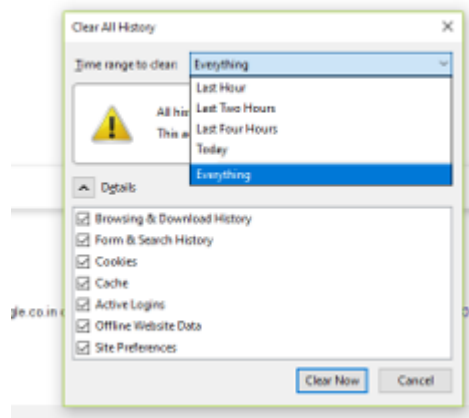 Clear All History
Time range to clear: Everything
Last Hour
All his Last Two Hours
This a Last Four Hours
Today
Everything
Details
Browsing & Download History
Form & Search History
Cookies
Cache
Active Logins
gle.co.in
Offline Website Data
Site Preferences
Clear Now Cancel